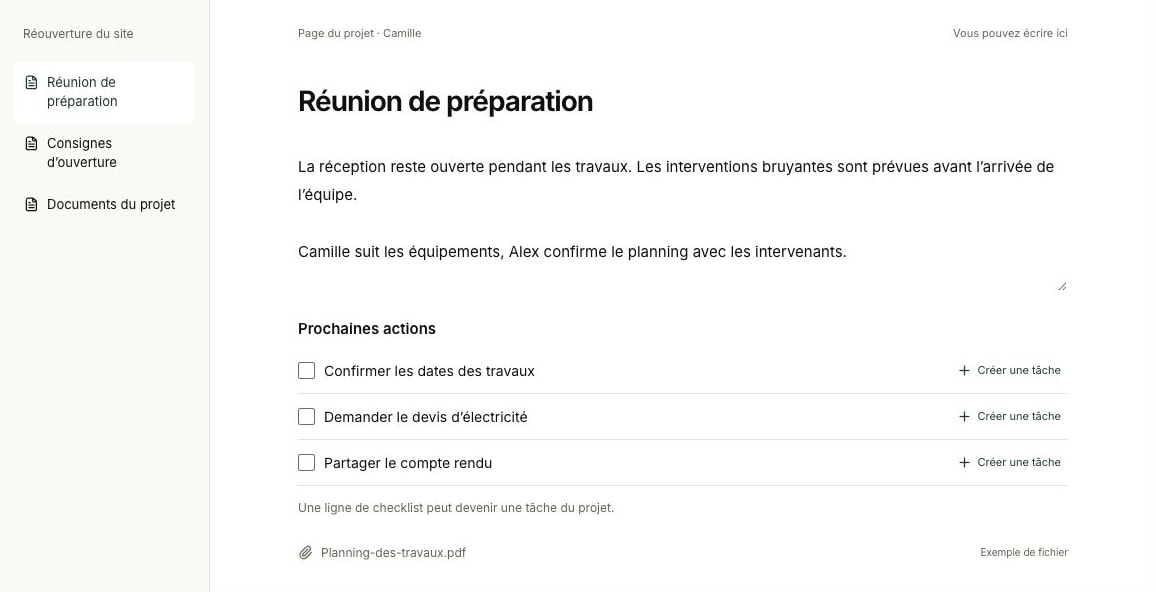 Réouverture du site
Réunion de
préparation
Consignes
d’ouverture
Documents du projet
Page du projet · Camille
Vous pouvez écrire ici
Réunion de préparation
La réception reste ouverte pendant les travaux. Les interventions bruyantes sont prévues avant l’arrivée de
l’équipe.
Camille suit les équipements, Alex confirme le planning avec les intervenants.
Prochaines actions
Confirmer les dates des travaux
Créer une tâche
Demander le devis d’électricité
Créer une tâche
Partager le compte rendu
Créer une tâche
Une ligne de checklist peut devenir une tâche du projet.
Planning-des-travaux.pdf
Exemple de fichier